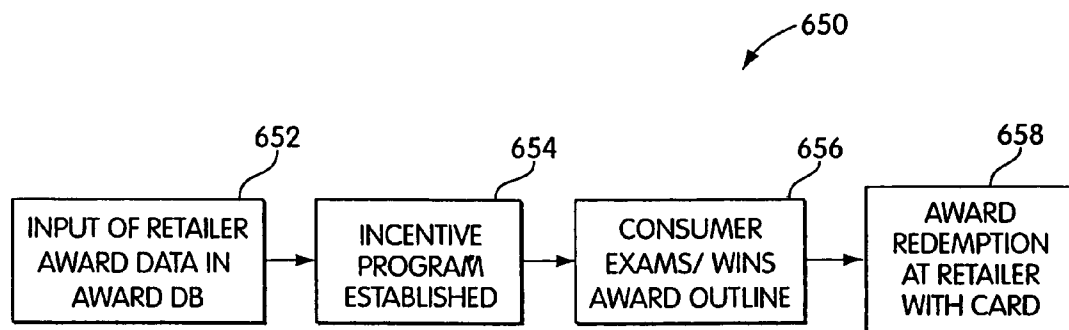 650
652
INPUT OF RETAILER
AWARD DATA IN
AWARD DB
654
INCENTIVE
PROGRAM
ESTABLISHED
656
CONSUMER
EXAMS/ WINS
AWARD OUTLINE
658
AWARD
REDEMPTION
AT RETAILER
WITH CARD